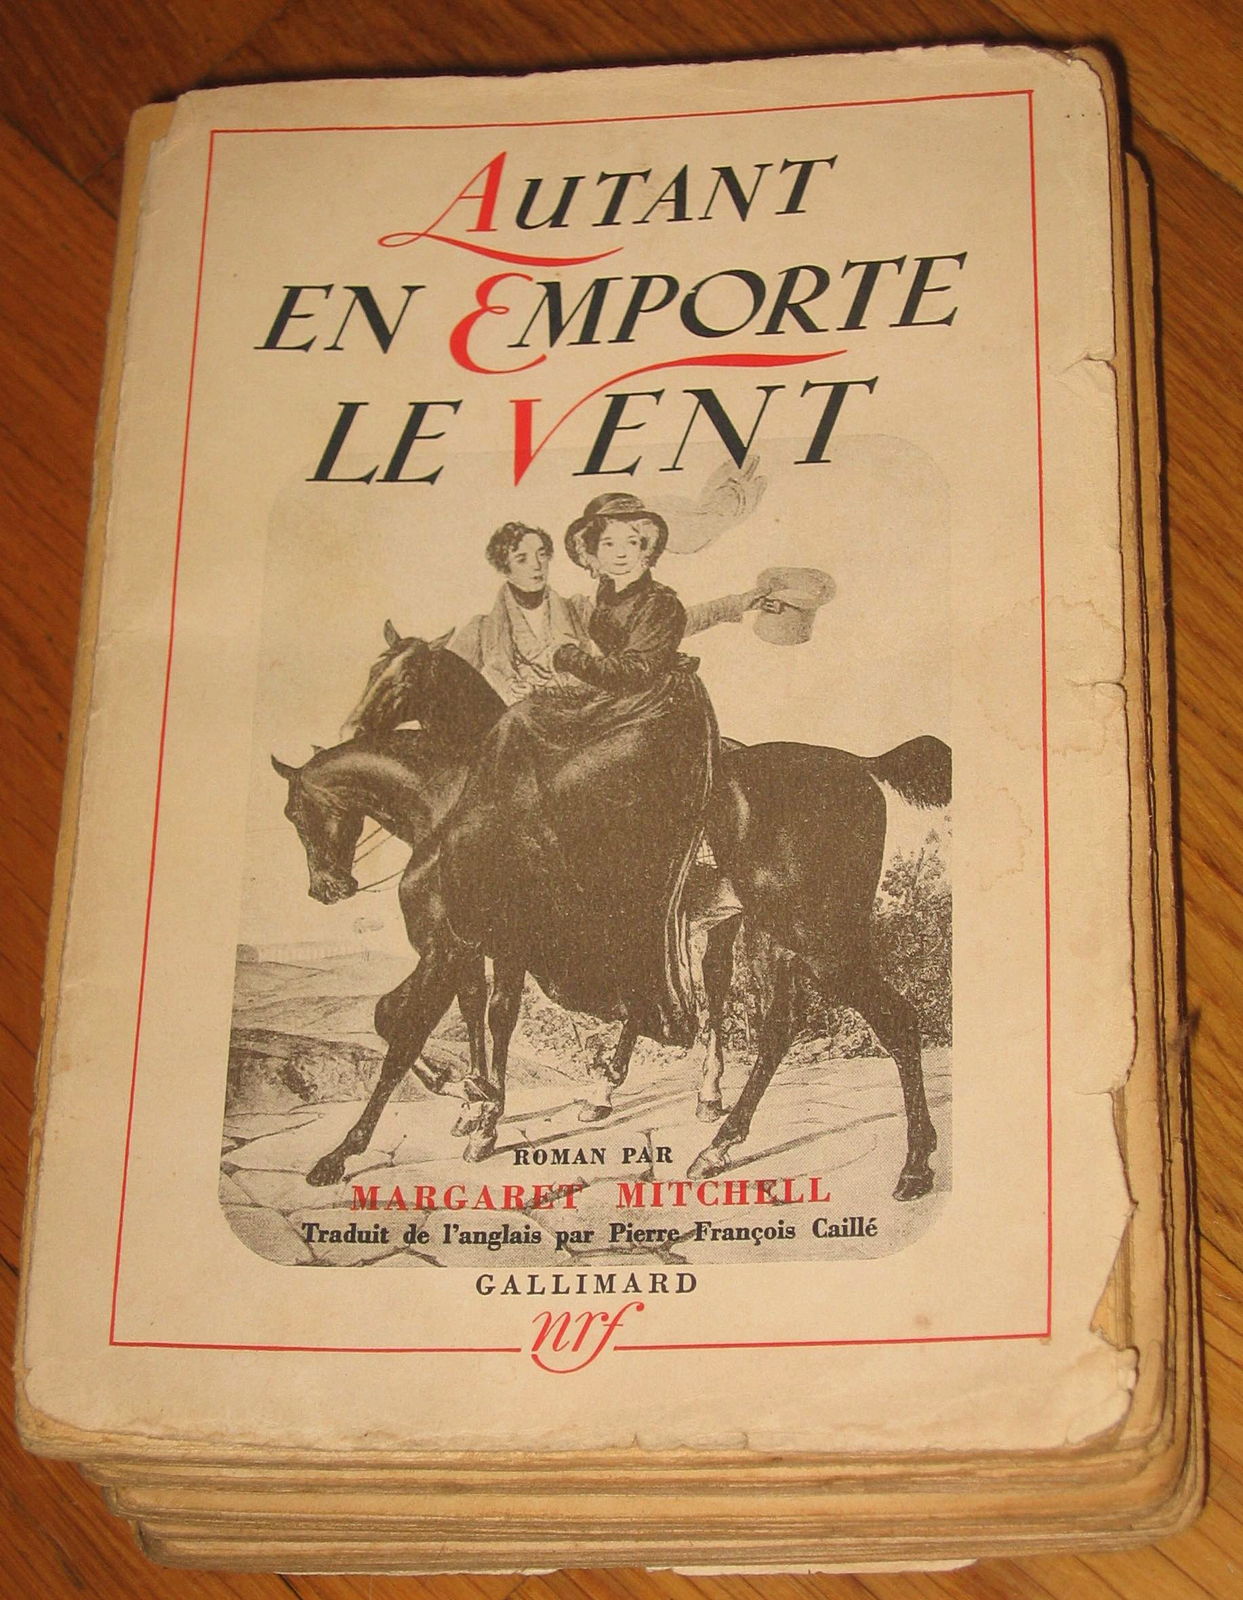 AUTANT
EN EMPORTE
LE VENT
ROMAN PAR
MARGARET MITCHELL
Traduit de l'anglais par Pierre François Caillé
GALLIMARD
nrf